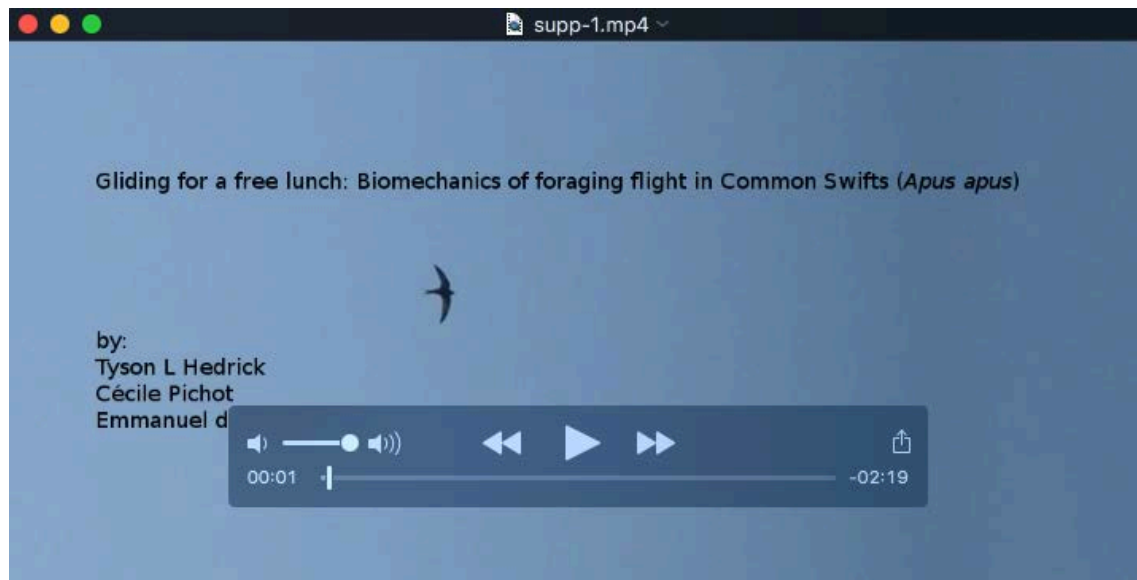 supp-1.mp4
Gliding for a free lunch: Biomechanics of foraging flight in Common Swifts (Apus apus)
by:
Tyson L Hedrick
Cécile Pichot
Emmanuel d
00:01
-02:19